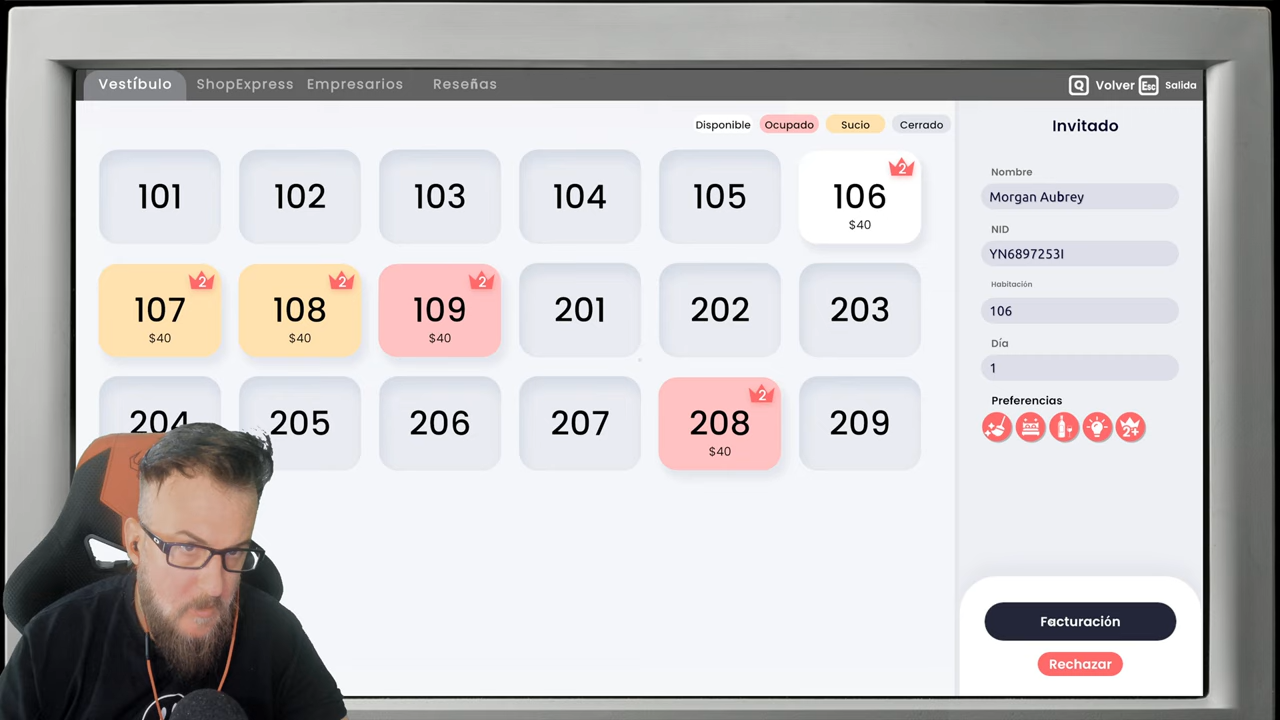 Vestíbulo ShopExpress Empresarios Reseñas Q Volver Esc Salida
Disponible Ocupado Sucio Cerrado
101 102 103 104 105 2 106 $40
2 107 $40 2 108 $40 2 109 $40 201 202 203
204 205 206 207 2 208 $40 209
Invitado
Nombre
Morgan Aubrey
NID
YN6897253I
Habitación
106
Día
1
Preferencias
2+
Facturación
Rechazar